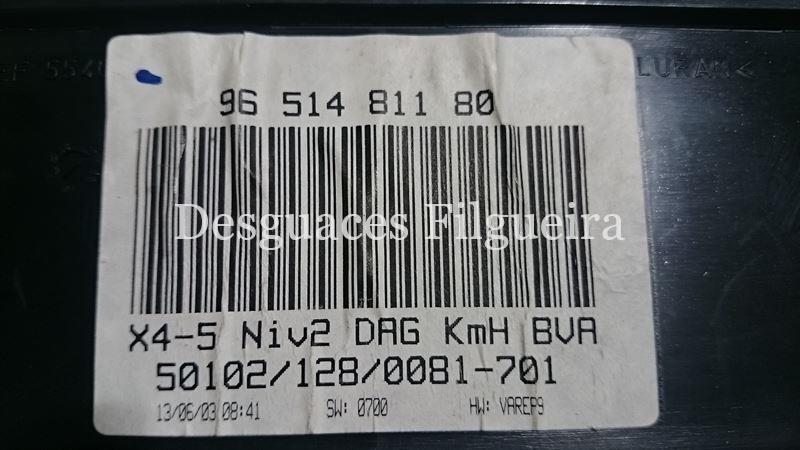 LURAN<
96 514 811 80
Desguaces Filgueira
X4-5 Niv2 DAG KmH BVA
50102/128/0081-701
13/06/03 08:41 SW: 0700 HW: VAREP9